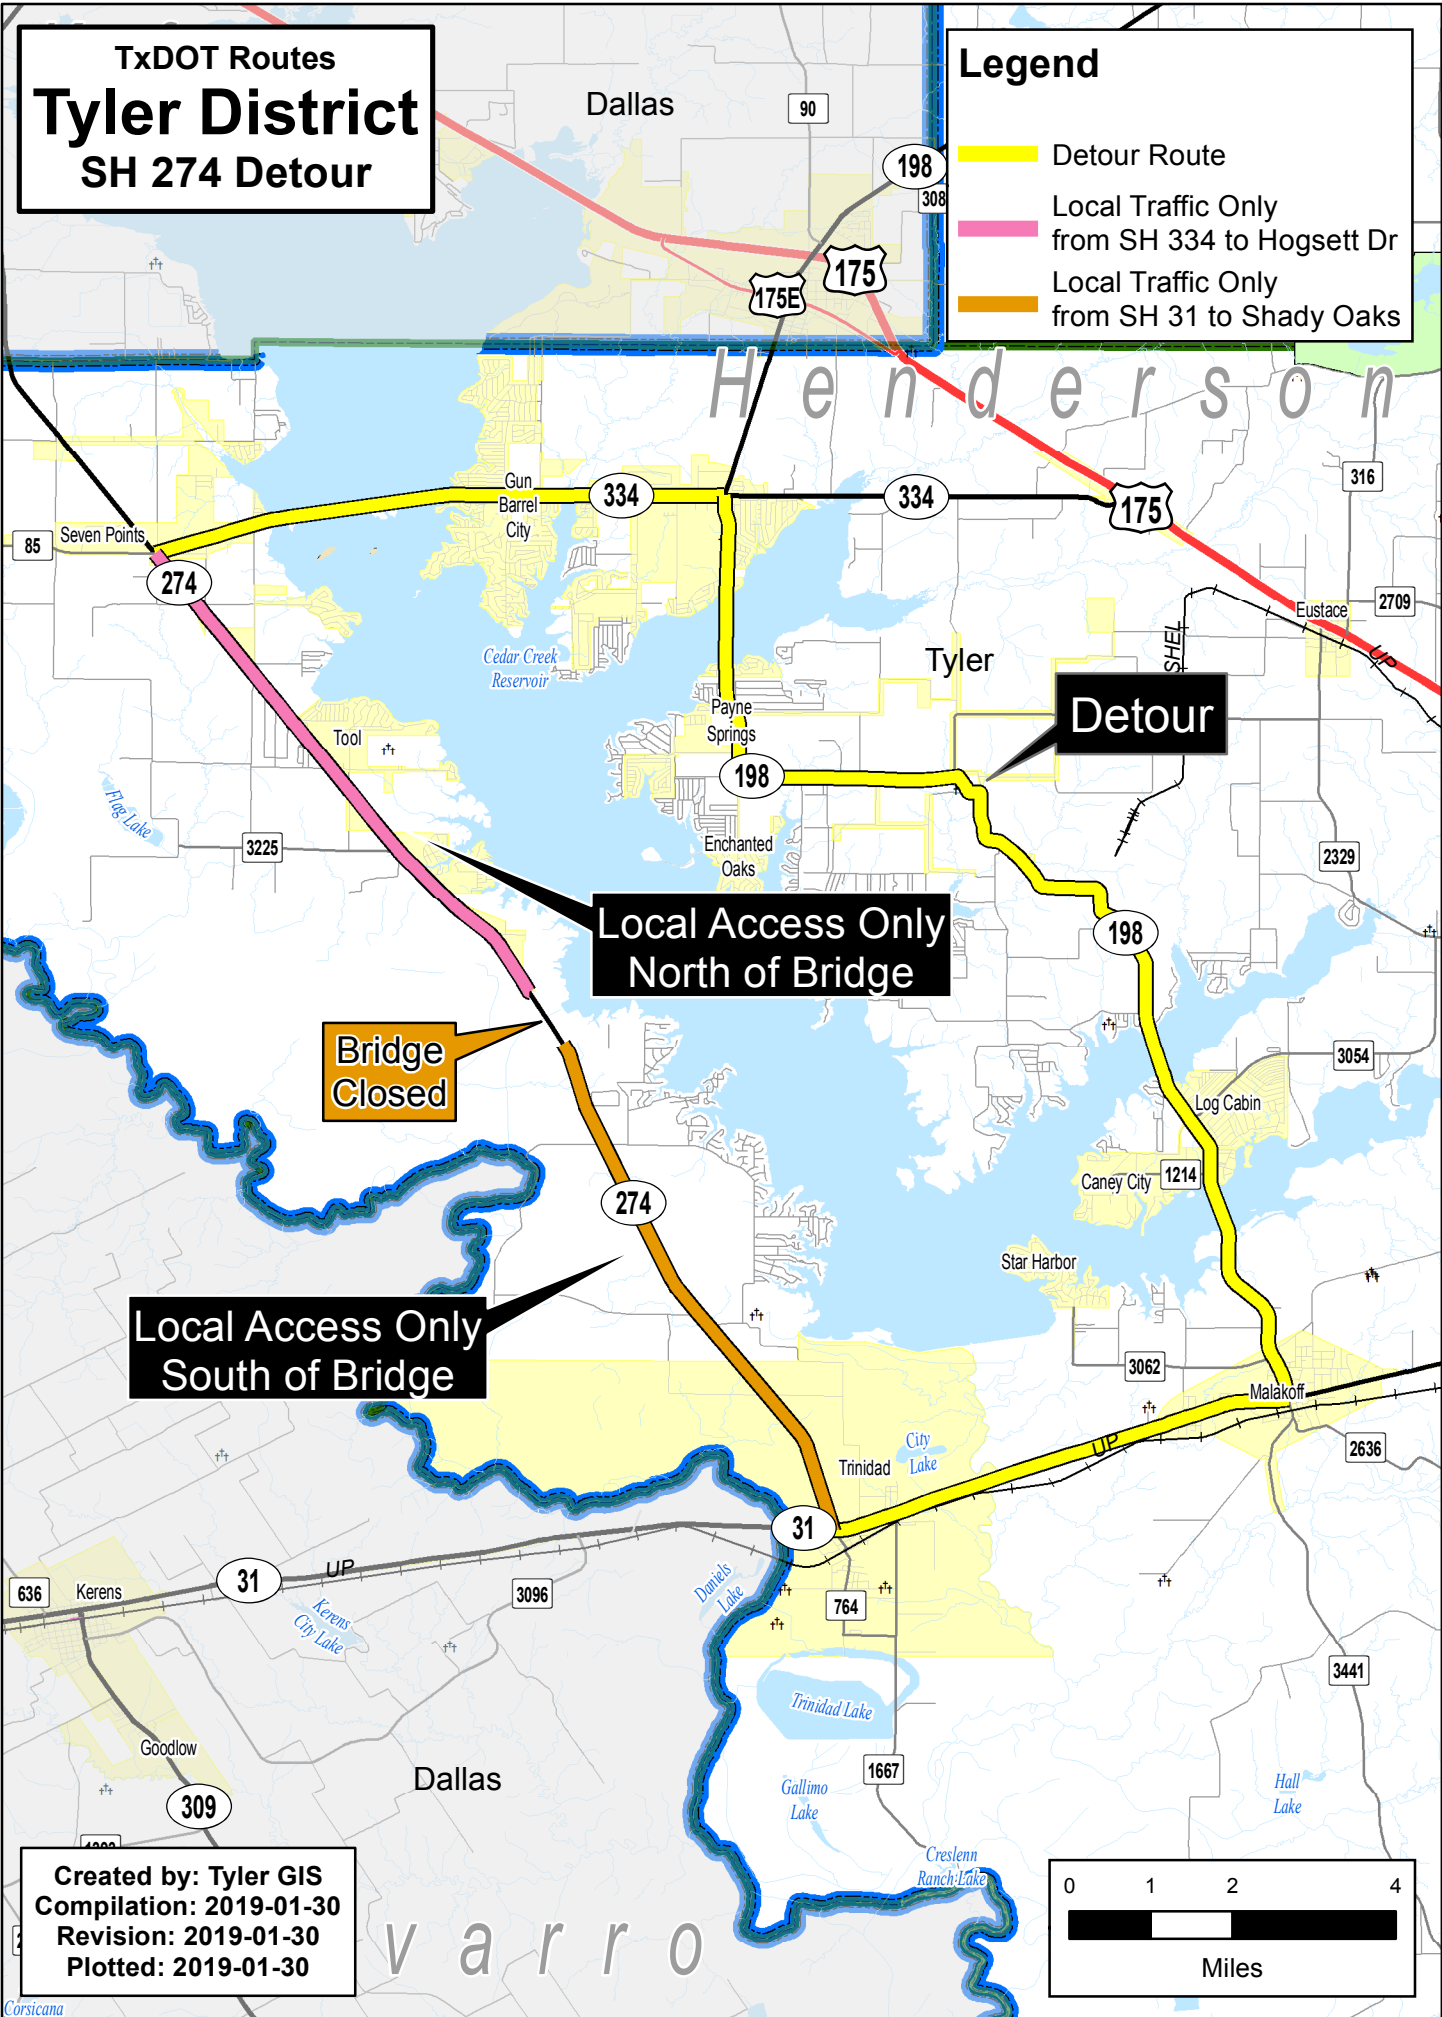 TxDOT Routes
Tyler District
SH 274 Detour
Legend
Detour Route
Local Traffic Only
from SH 334 to Hogsett Dr
Local Traffic Only
from SH 31 to Shady Oaks
Dallas
90
198
308
175
175E
Henderson
Gun
Barrel
City
334
334
175
316
85
Seven Points
274
Eustace
2709
UP
SHEL
Cedar Creek
Reservoir
Tyler
Detour
Payne
Springs
Tool
198
Flag Lake
3225
Enchanted
Oaks
2329
Local Access Only
North of Bridge
198
Bridge
Closed
3054
Log Cabin
1214
Caney City
274
Star Harbor
Local Access Only
South of Bridge
3062
Malakoff
UP
2636
City
Lake
Trinidad
31
31
UP
636
Kerens
Kerens
City Lake
3096
Daniels
Lake
764
3441
Trinidad Lake
Goodlow
Dallas
1667
Gallimo
Lake
Hall
Lake
309
Creslenn
Ranch Lake
varro
Created by: Tyler GIS
Compilation: 2019-01-30
Revision: 2019-01-30
Plotted: 2019-01-30
0 1 2 4
Miles
Corsicana